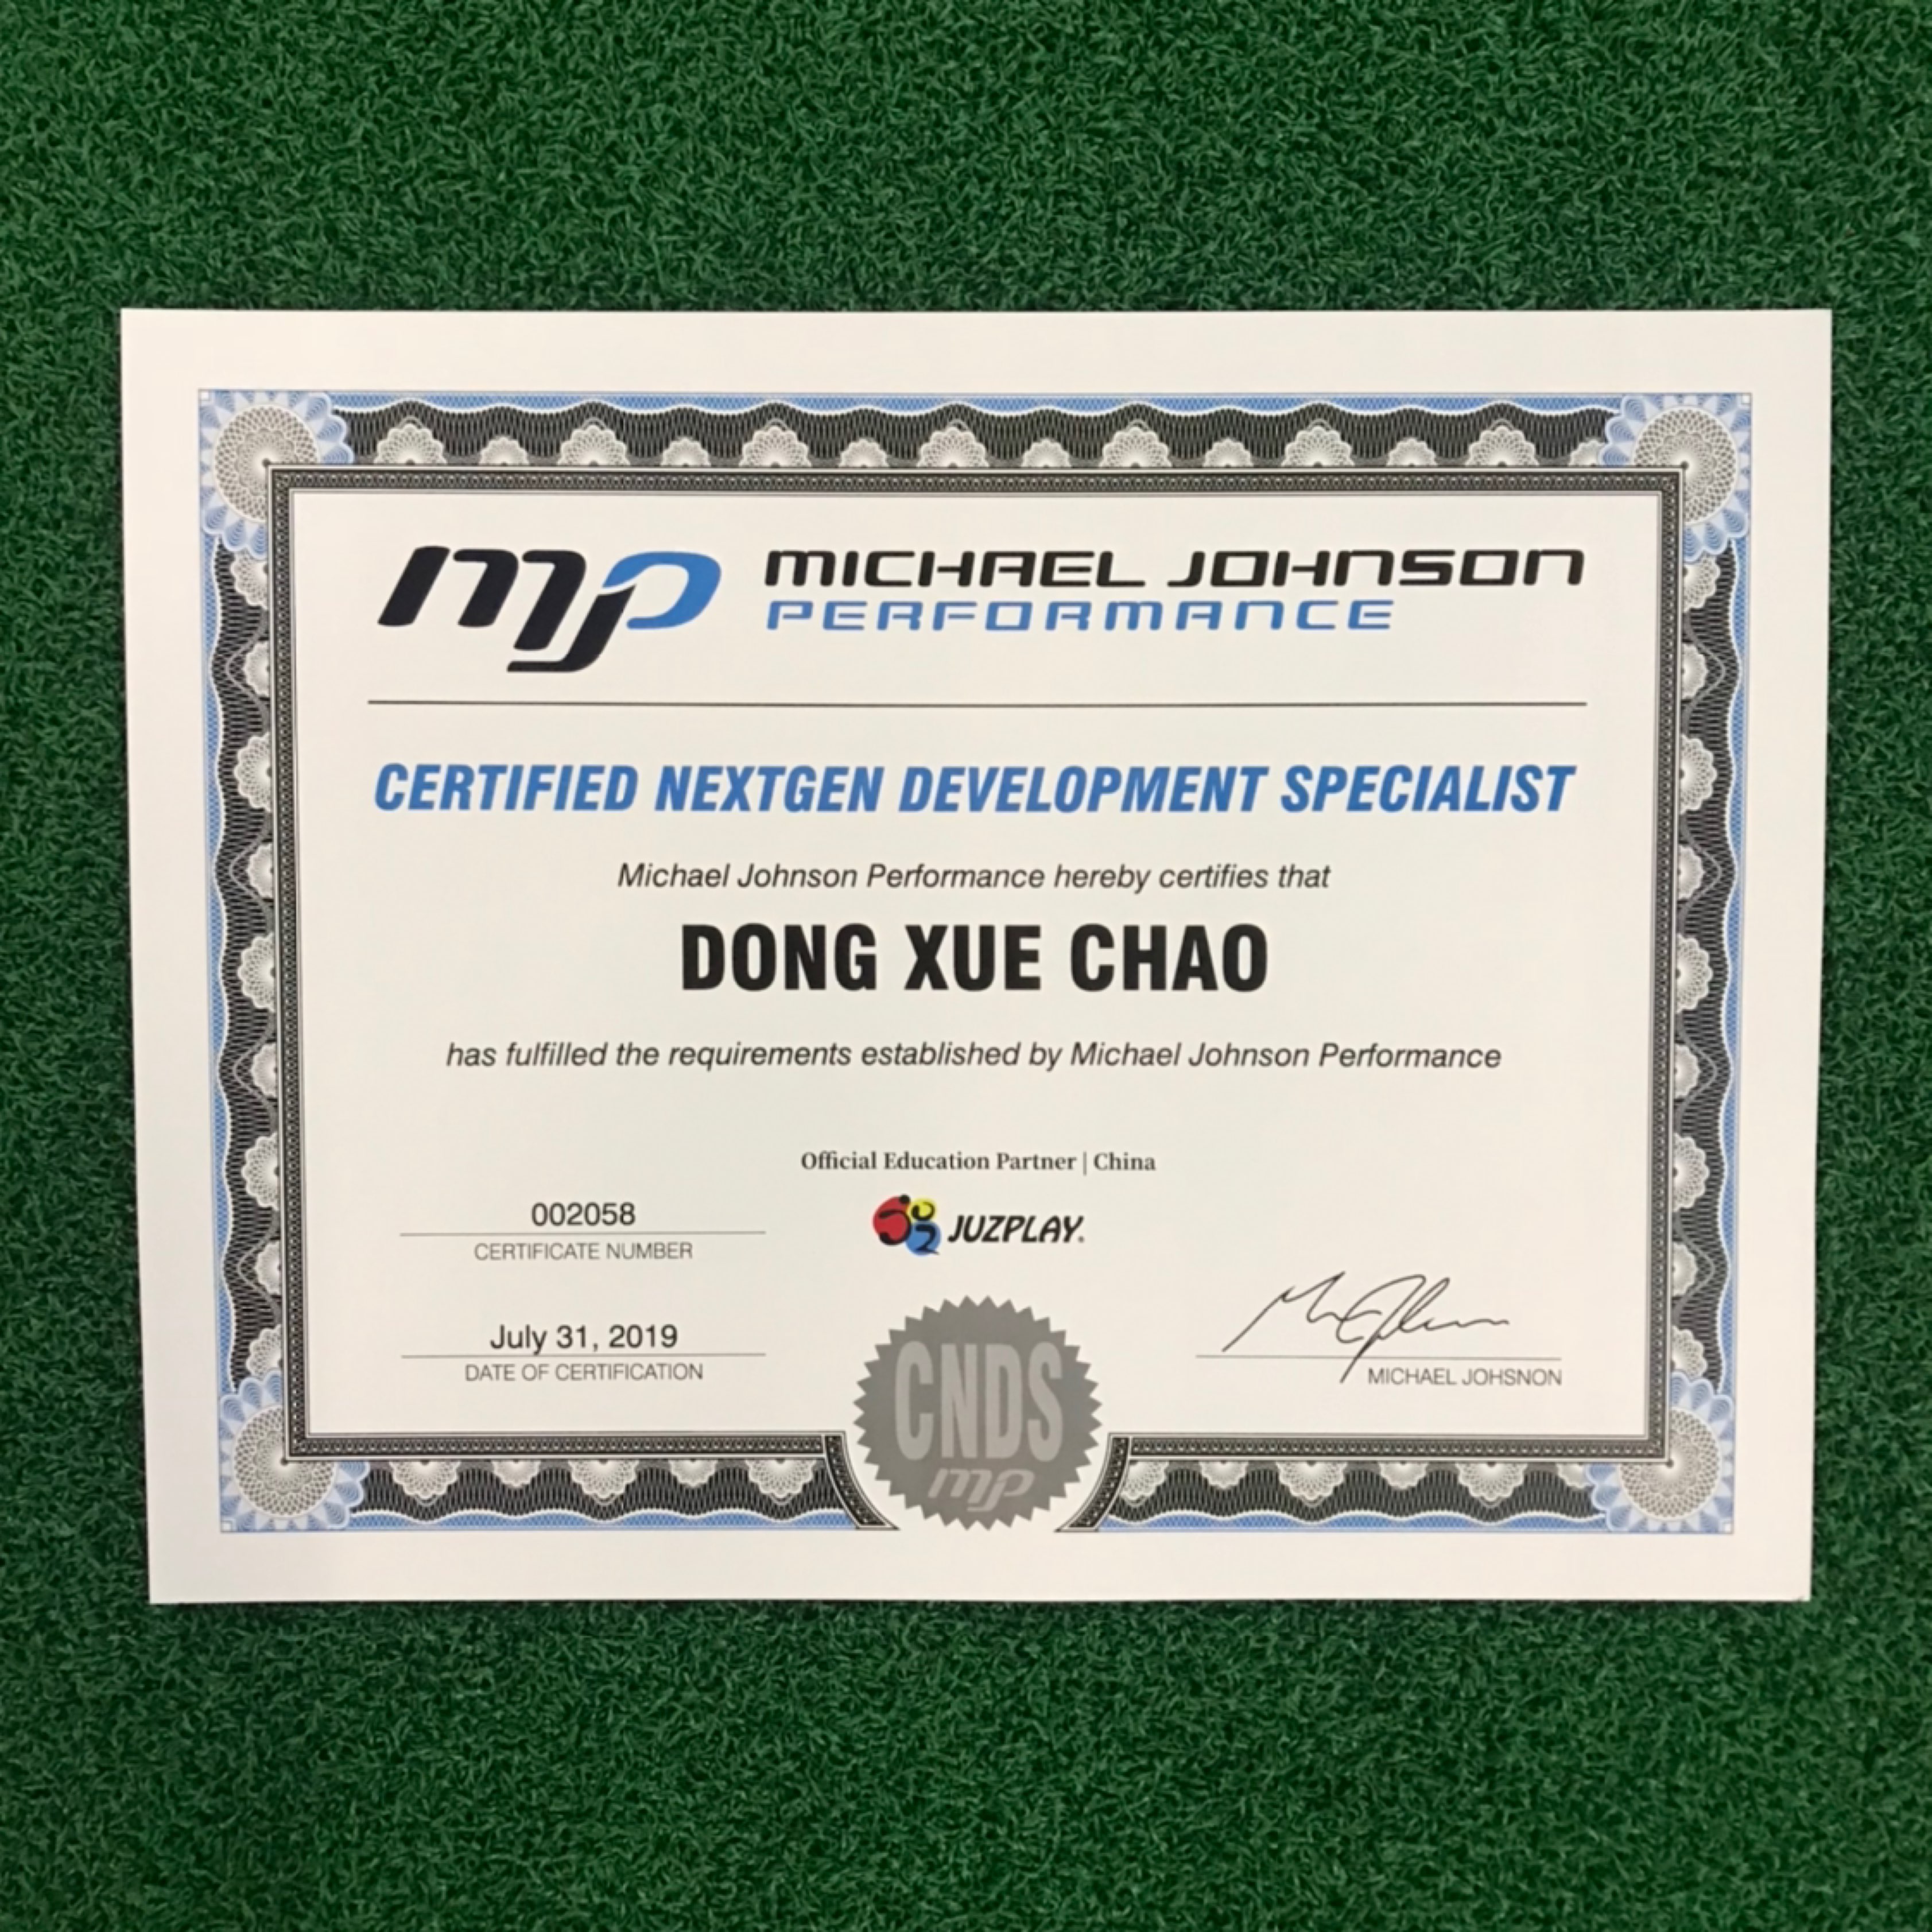 mjp MICHAEL JOHNSON
PERFORMANCE
CERTIFIED NEXTGEN DEVELOPMENT SPECIALIST
Michael Johnson Performance hereby certifies that
DONG XUE CHAO
has fulfilled the requirements established by Michael Johnson Performance
Official Education Partner | China
JUZPLAY®
002058
CERTIFICATE NUMBER
July 31, 2019
DATE OF CERTIFICATION
CNDS
mjp
MICHAEL JOHSNON